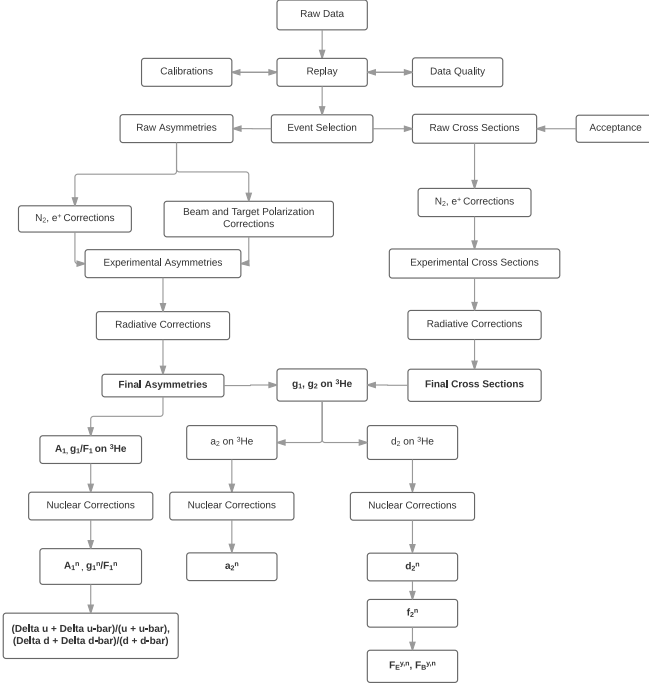 Raw Data
Calibrations
Replay
Data Quality
Raw Asymmetries
Event Selection
Raw Cross Sections
Acceptance
N₂, e⁺ Corrections
Beam and Target Polarization
Corrections
N₂, e⁺ Corrections
Experimental Asymmetries
Experimental Cross Sections
Radiative Corrections
Radiative Corrections
Final Asymmetries
g₁, g₂ on ³He
Final Cross Sections
A₁, g₁/F₁ on ³He
a₂ on ³He
d₂ on ³He
Nuclear Corrections
Nuclear Corrections
Nuclear Corrections
A₁ⁿ, g₁ⁿ/F₁ⁿ
a₂ⁿ
d₂ⁿ
(Delta u + Delta u-bar)/(u + u-bar),
(Delta d + Delta d-bar)/(d + d-bar)
f₂ⁿ
F_E^{y,n}, F_B^{y,n}